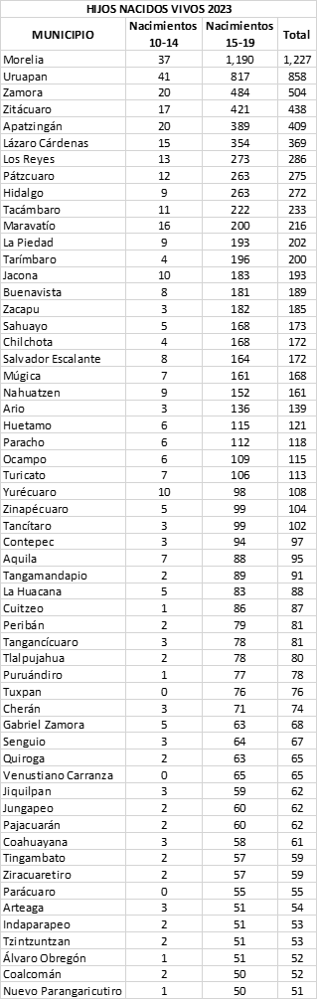 HIJOS NACIDOS VIVOS 2023
MUNICIPIO Nacimientos 10-14 Nacimientos 15-19 Total
Morelia 37 1,190 1,227
Uruapan 41 817 858
Zamora 20 484 504
Zitácuaro 17 421 438
Apatzingán 20 389 409
Lázaro Cárdenas 15 354 369
Los Reyes 13 273 286
Pátzcuaro 12 263 275
Hidalgo 9 263 272
Tacámbaro 11 222 233
Maravatío 16 200 216
La Piedad 9 193 202
Tarímbaro 4 196 200
Jacona 10 183 193
Buenavista 8 181 189
Zacapu 3 182 185
Sahuayo 5 168 173
Chilchota 4 168 172
Salvador Escalante 8 164 172
Múgica 7 161 168
Nahuatzen 9 152 161
Ario 3 136 139
Huetamo 6 115 121
Paracho 6 112 118
Ocampo 6 109 115
Turicato 7 106 113
Yurécuaro 10 98 108
Zinapécuaro 5 99 104
Tancítaro 3 99 102
Contepec 3 94 97
Aquila 7 88 95
Tangamandapio 2 89 91
La Huacana 5 83 88
Cuitzeo 1 86 87
Peribán 2 79 81
Tangancícuaro 3 78 81
Tlalpujahua 2 78 80
Puruándiro 1 77 78
Tuxpan 0 76 76
Cherán 3 71 74
Gabriel Zamora 5 63 68
Senguio 3 64 67
Quiroga 2 63 65
Venustiano Carranza 0 65 65
Jiquilpan 3 59 62
Jungapeo 2 60 62
Pajacuarán 2 60 62
Coahuayana 3 58 61
Tingambato 2 57 59
Ziracuaretiro 2 57 59
Parácuaro 0 55 55
Arteaga 3 51 54
Indaparapeo 2 51 53
Tzintzuntzan 2 51 53
Álvaro Obregón 1 51 52
Coalcomán 2 50 52
Nuevo Parangaricutiro 1 50 51